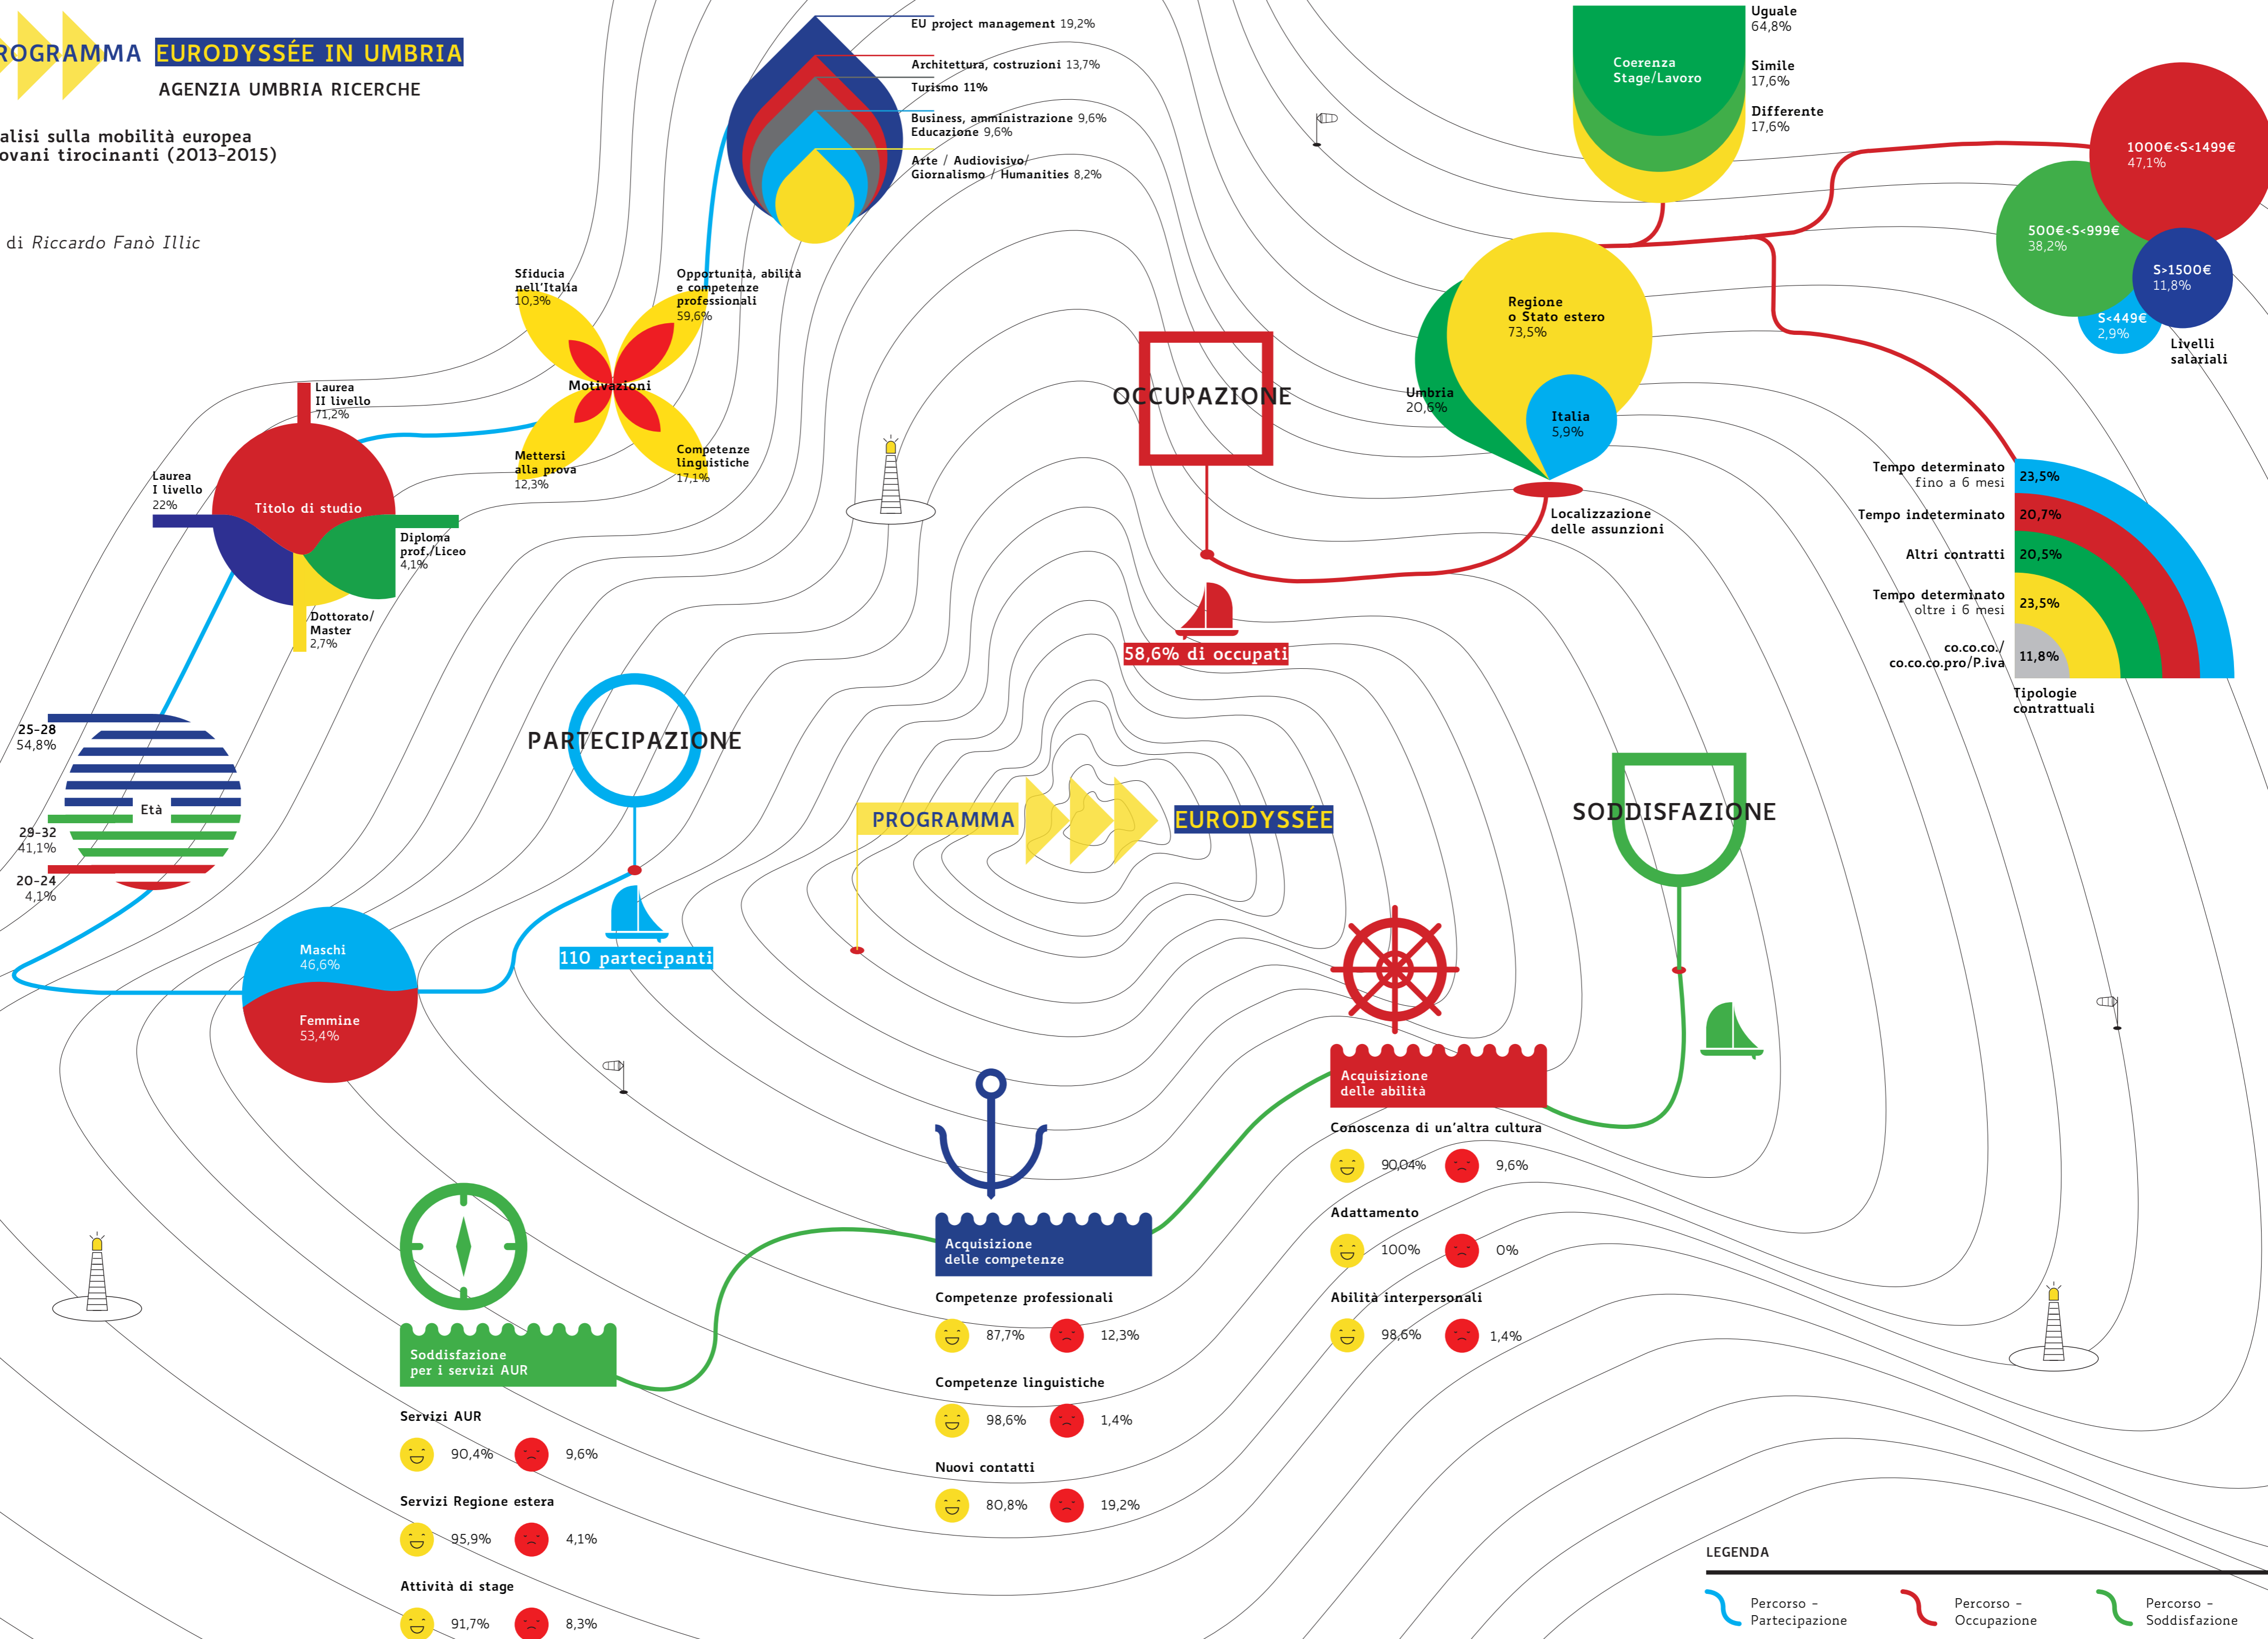 ROGRAMMA EURODYSSÉE IN UMBRIA
AGENZIA UMBRIA RICERCHE
alisi sulla mobilità europea
ovani tirocinanti (2013-2015)
di Riccardo Fanò Illic
EU project management 19,2%
Architettura, costruzioni 13,7%
Turismo 11%
Business, amministrazione 9,6%
Educazione 9,6%
Arte / Audiovisivo/
Giornalismo / Humanities 8,2%
Sfiducia
nell'Italia
10,3%
Opportunità, abilità
e competenze
professionali
59,6%
Motivazioni
Mettersi
alla prova
12,3%
Competenze
linguistiche
17,1%
Laurea
II livello
71,2%
Laurea
I livello
22%
Titolo di studio
Diploma
prof./Liceo
4,1%
Dottorato/
Master
2,7%
25-28
54,8%
Età
29-32
41,1%
20-24
4,1%
Maschi
46,6%
Femmine
53,4%
PARTECIPAZIONE
110 partecipanti
PROGRAMMA EURODYSSÉE
OCCUPAZIONE
58,6% di occupati
Coerenza
Stage/Lavoro
Uguale
64,8%
Simile
17,6%
Differente
17,6%
Regione
o Stato estero
73,5%
Umbria
20,6%
Italia
5,9%
Localizzazione
delle assunzioni
1000€<S<1499€
47,1%
500€<S<999€
38,2%
S>1500€
11,8%
S<449€
2,9%
Livelli
salariali
Tempo determinato
fino a 6 mesi
23,5%
Tempo indeterminato
20,7%
Altri contratti
20,5%
Tempo determinato
oltre i 6 mesi
23,5%
co.co.co./
co.co.co.pro/P.iva
11,8%
Tipologie
contrattuali
SODDISFAZIONE
Acquisizione
delle abilità
Conoscenza di un'altra cultura
90,04% 9,6%
Adattamento
100% 0%
Abilità interpersonali
98,6% 1,4%
Acquisizione
delle competenze
Competenze professionali
87,7% 12,3%
Competenze linguistiche
98,6% 1,4%
Nuovi contatti
80,8% 19,2%
Soddisfazione
per i servizi AUR
Servizi AUR
90,4% 9,6%
Servizi Regione estera
95,9% 4,1%
Attività di stage
91,7% 8,3%
LEGENDA
Percorso -
Partecipazione
Percorso -
Occupazione
Percorso -
Soddisfazione